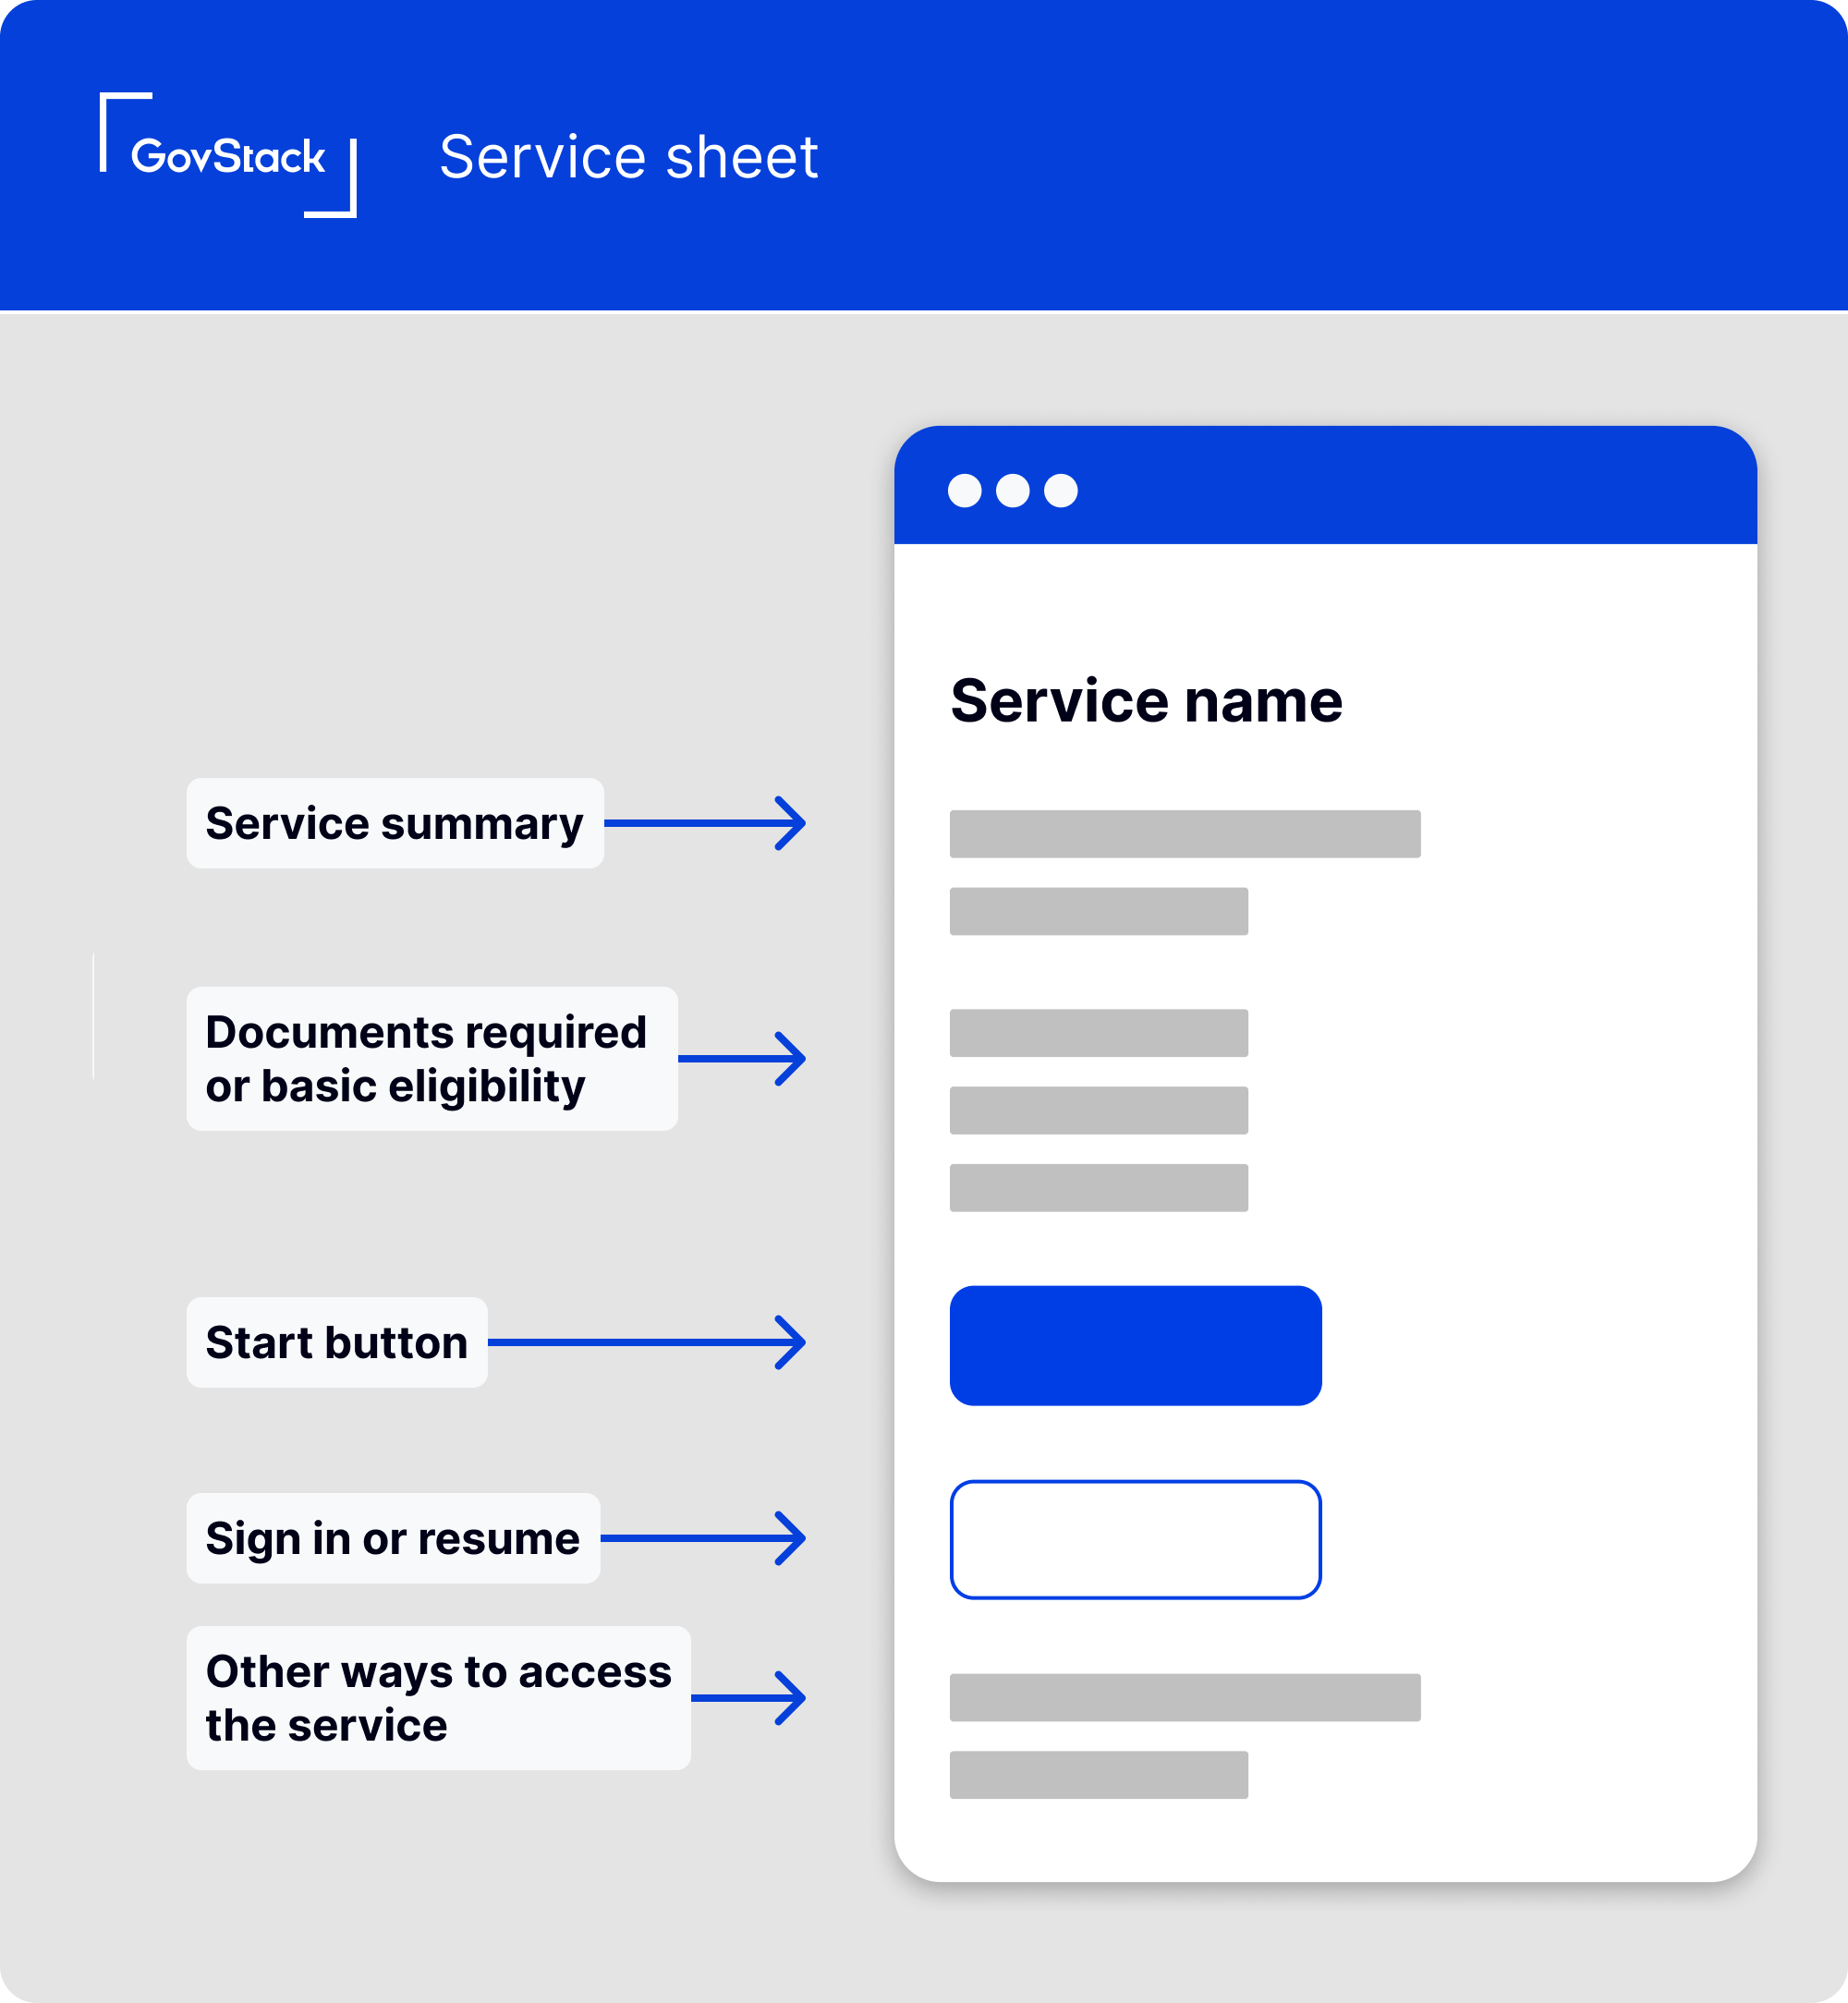 GovStack
Service sheet
Service name
Service summary
Documents required
or basic eligibility
Start button
Sign in or resume
Other ways to access
the service